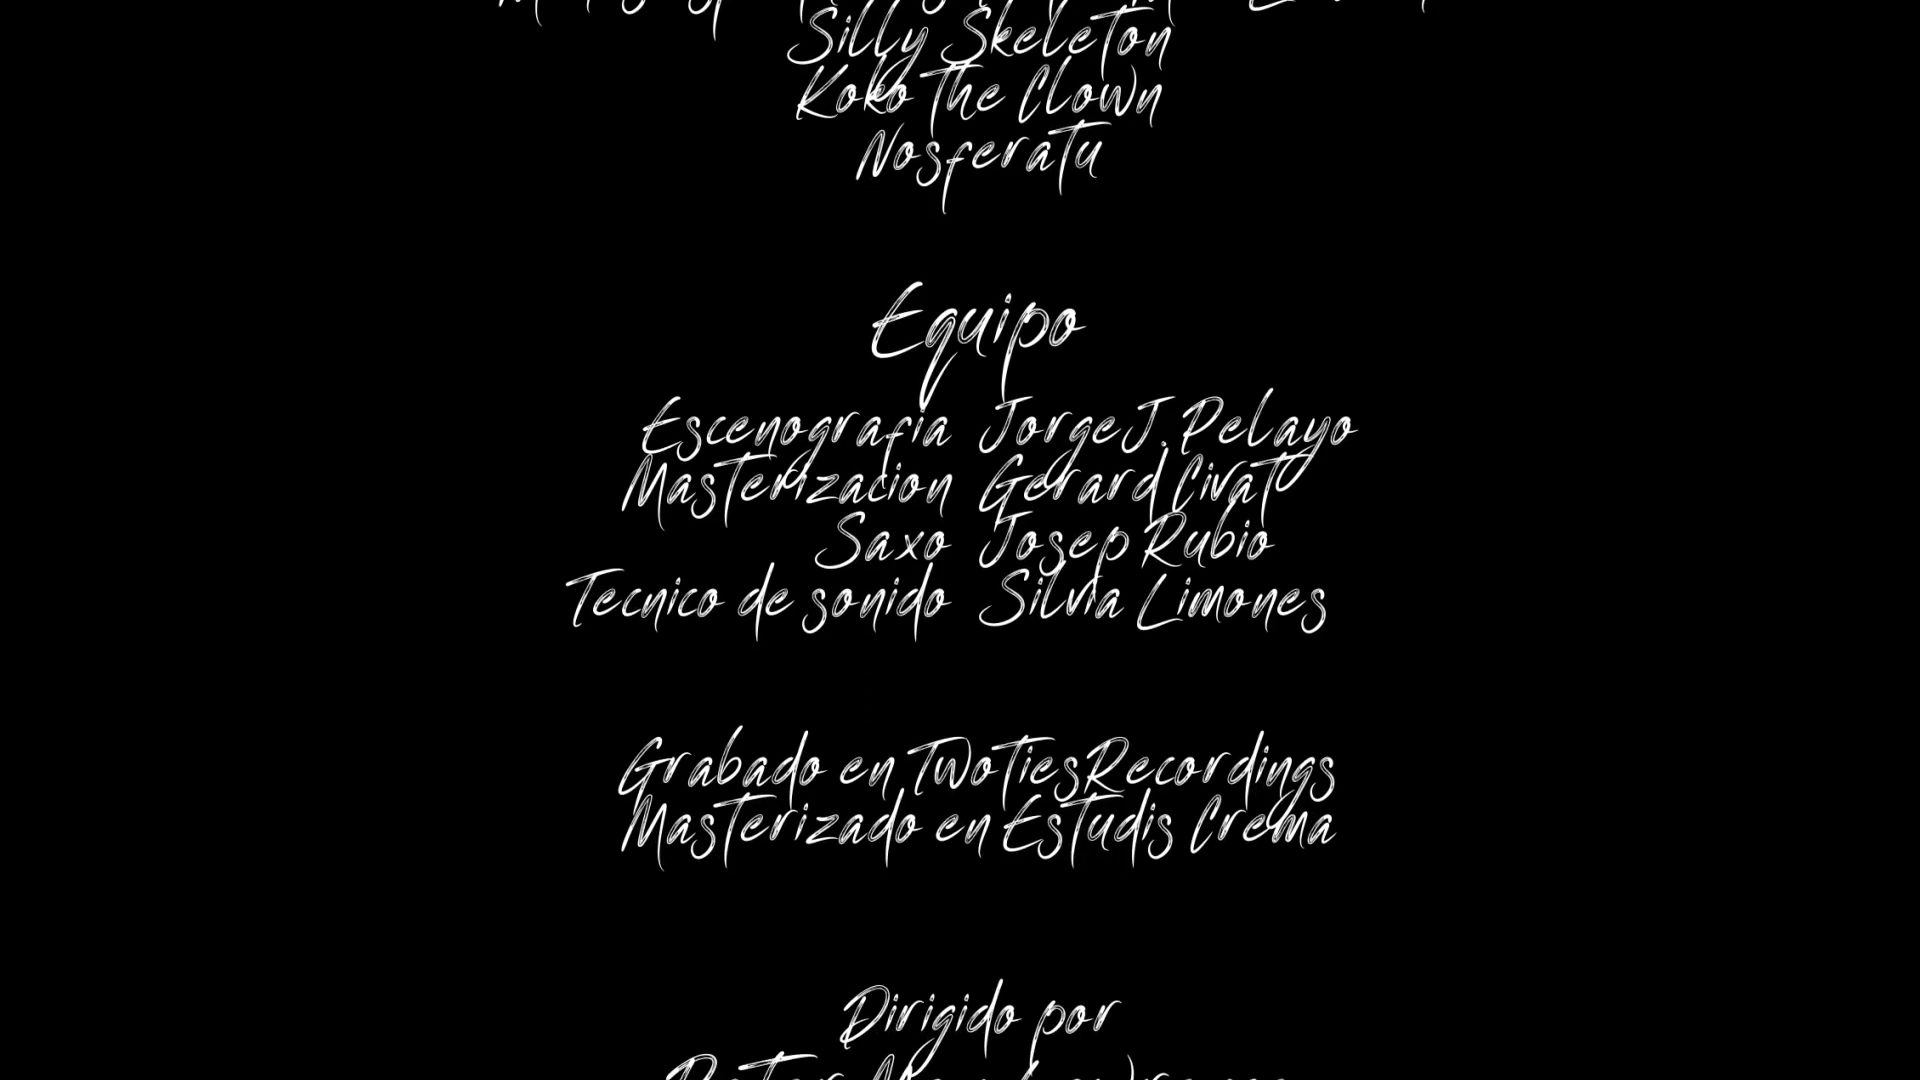 Silly Skeleton
Koko The Clown
Nosferatu
Equipo
Escenografia Jorge J. Pelayo
Masterizacion Gerard Civat
Saxo Josep Rubio
Tecnico de sonido Silvia Limones
Grabado en TwoTiesRecordings
Masterizado en Estudis Crema
Dirigido por